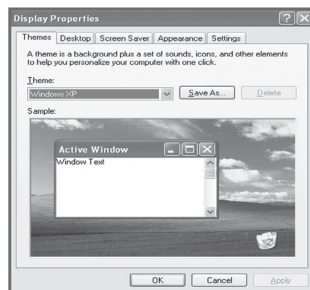 Display Properties
Themes Desktop Screen Saver Appearance Settings
A theme is a background plus a set of sounds, icons, and other elements
to help you personalize your computer with one click.
Theme:
Windows XP Save As... Delete
Sample:
Active Window
Window Text
OK Cancel Apply